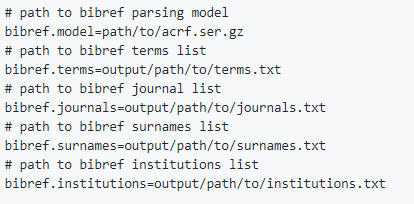 # path to bibref parsing model
bibref.model=path/to/acrf.ser.gz
# path to bibref terms list
bibref.terms=output/path/to/terms.txt
# path to bibref journal list
bibref.journals=output/path/to/journals.txt
# path to bibref surnames list
bibref.surnames=output/path/to/surnames.txt
# path to bibref institutions list
bibref.institutions=output/path/to/institutions.txt